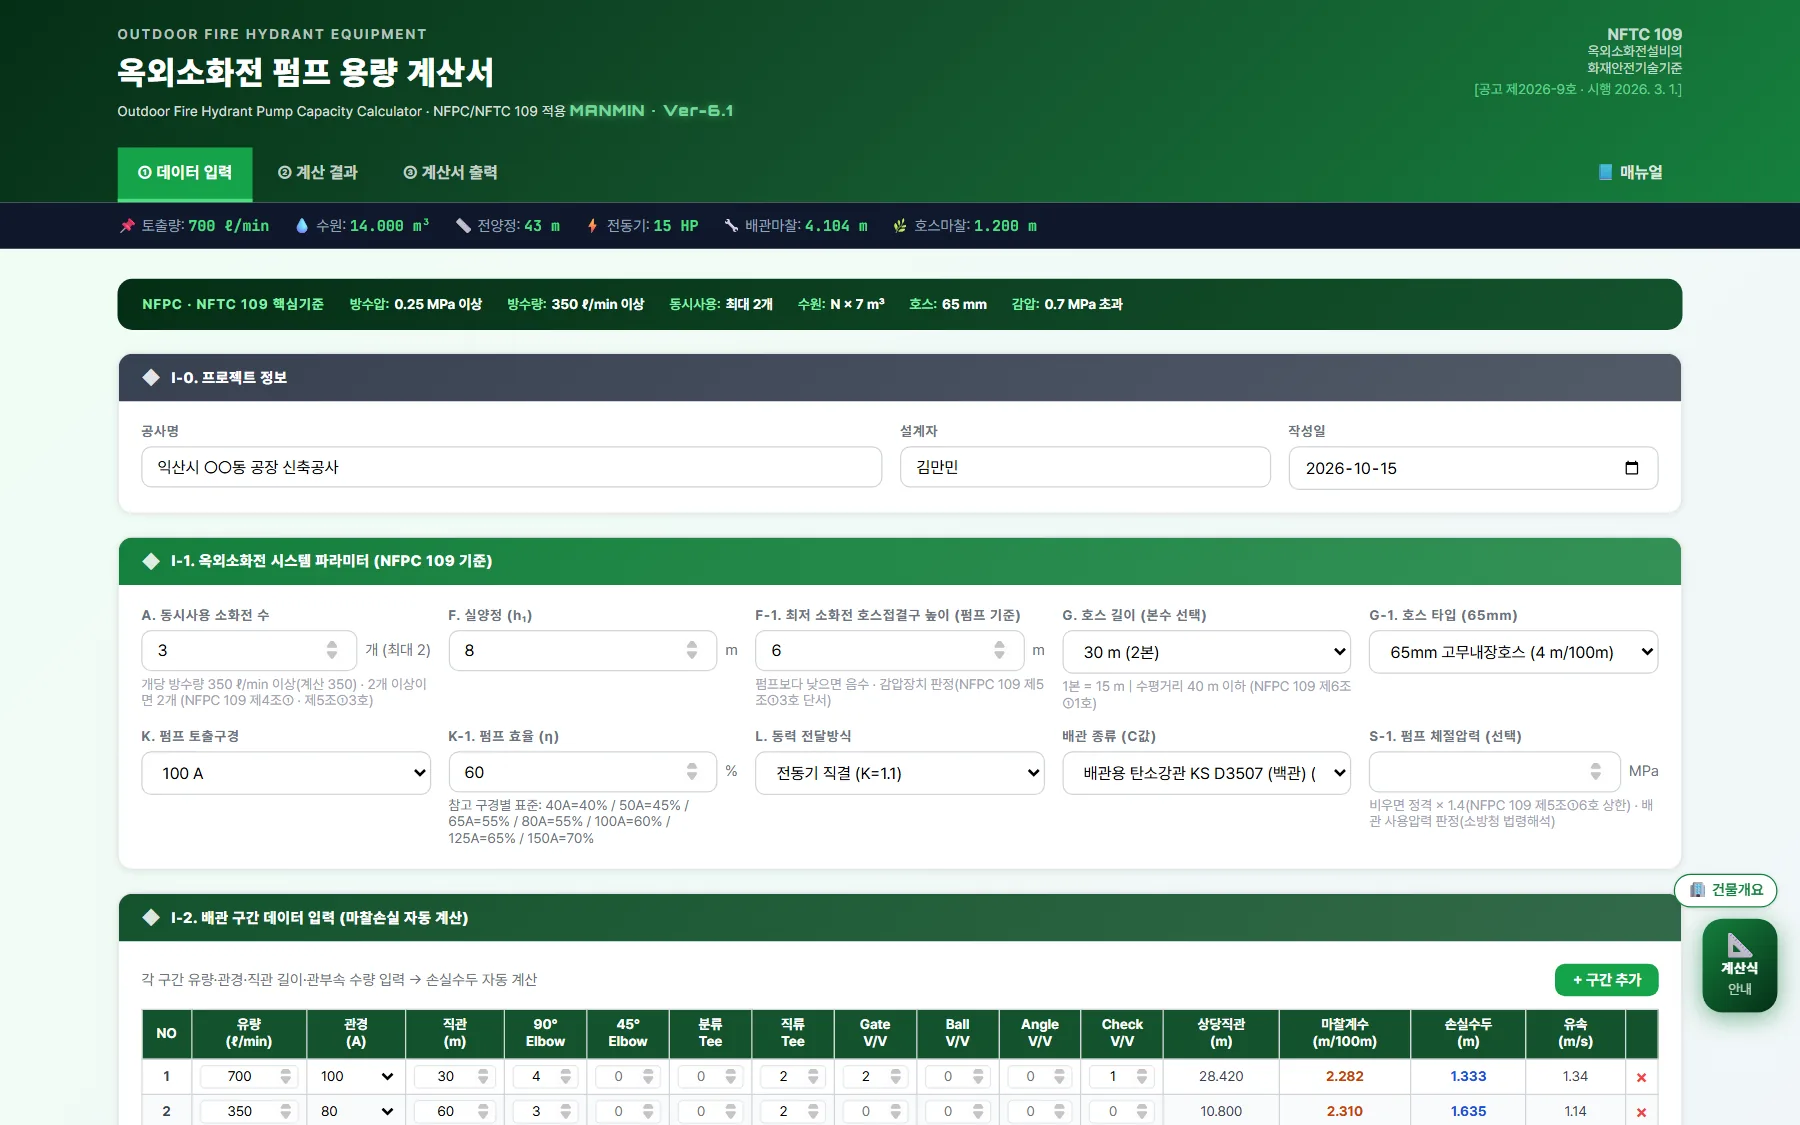 OUTDOOR FIRE HYDRANT EQUIPMENT
옥외소화전 펌프 용량 계산서
Outdoor Fire Hydrant Pump Capacity Calculator · NFPC/NFTC 109 적용 MANMIN · Ver-6.1
NFTC 109
옥외소화전설비의
화재안전기술기준
[공고 제2026-9호 · 시행 2026. 3. 1.]
① 데이터 입력 ② 계산 결과 ③ 계산서 출력 매뉴얼
토출량: 700 ℓ/min 수원: 14.000 m³ 전양정: 43 m 전동기: 15 HP 배관마찰: 4.104 m 호스마찰: 1.200 m
NFPC · NFTC 109 핵심기준 방수압: 0.25 MPa 이상 방수량: 350 ℓ/min 이상 동시사용: 최대 2개 수원: N × 7 m³ 호스: 65 mm 감압: 0.7 MPa 초과
I-0. 프로젝트 정보
공사명 설계자 작성일
익산시 〇〇동 공장 신축공사 김만민 2026-10-15
I-1. 옥외소화전 시스템 파라미터 (NFPC 109 기준)
A. 동시사용 소화전 수 F. 실양정 (h₁) F-1. 최저 소화전 호스접결구 높이 (펌프 기준) G. 호스 길이 (본수 선택) G-1. 호스 타입 (65mm)
3 개 (최대 2) 8 m 6 m 30 m (2본) 65mm 고무내장호스 (4 m/100m)
개당 방수량 350 ℓ/min 이상(계산 350) · 2개 이상이
면 2개 (NFPC 109 제4조① · 제5조①3호)
펌프보다 낮으면 음수 · 감압장치 판정(NFPC 109 제5
조①3호 단서)
1본 = 15 m | 수평거리 40 m 이하 (NFPC 109 제6조
①1호)
K. 펌프 토출구경 K-1. 펌프 효율 (η) L. 동력 전달방식 배관 종류 (C값) S-1. 펌프 체절압력 (선택)
100 A 60 % 전동기 직결 (K=1.1) 배관용 탄소강관 KS D3507 (백관) ( MPa
참고 구경별 표준: 40A=40% / 50A=45% /
65A=55% / 80A=55% / 100A=60% /
125A=65% / 150A=70%
비우면 정격 × 1.4(NFPC 109 제5조①6호 상한) · 배
관 사용압력 판정(소방청 법령해석)
건물개요
계산식
안내
I-2. 배관 구간 데이터 입력 (마찰손실 자동 계산)
각 구간 유량·관경·직관 길이·관부속 수량 입력 → 손실수두 자동 계산 + 구간 추가
NO 유량 (ℓ/min) 관경 (A) 직관 (m) 90° Elbow 45° Elbow 분류 Tee 직류 Tee Gate V/V Ball V/V Angle V/V Check V/V 상당직관 (m) 마찰계수 (m/100m) 손실수두 (m) 유속 (m/s)
1 700 100 30 4 0 0 2 2 0 0 1 28.420 2.282 1.333 1.34 ×
2 350 80 60 3 0 0 2 0 0 0 0 10.800 2.310 1.635 1.14 ×